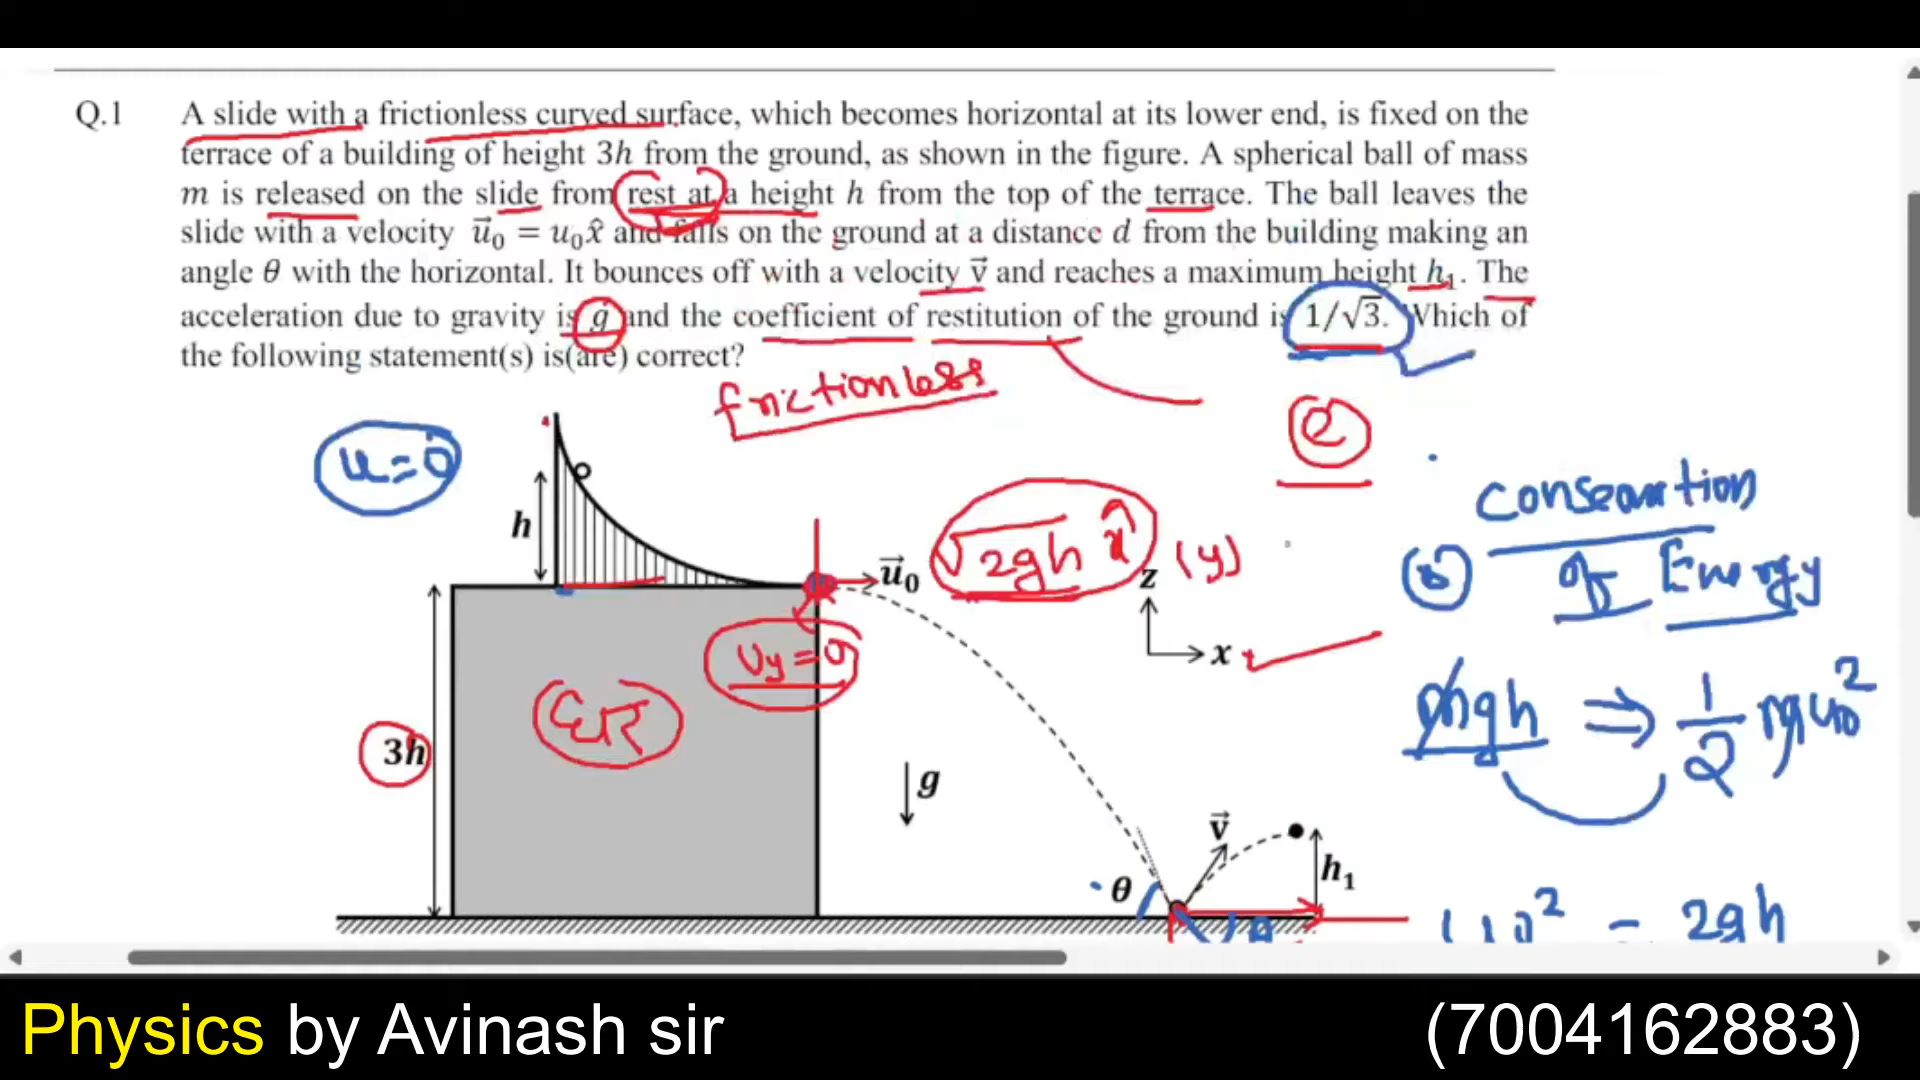 Q.1 A slide with a frictionless curved surface, which becomes horizontal at its lower end, is fixed on the
terrace of a building of height 3h from the ground, as shown in the figure. A spherical ball of mass
m is released on the slide from rest at a height h from the top of the terrace. The ball leaves the
slide with a velocity u⃗₀ = u₀x̂ and falls on the ground at a distance d from the building making an
angle θ with the horizontal. It bounces off with a velocity v⃗ and reaches a maximum height h₁. The
acceleration due to gravity is g and the coefficient of restitution of the ground is 1/√3. Which of
the following statement(s) is(are) correct?
frictionless
e
u=0
h
u⃗₀
√2gh x̂
(y)
z
x
Uy=0
घर
3h
g
v⃗
h₁
θ
of Energy
mgh ⇒ 1/2
= 2gh
Physics by Avinash sir
(7004162883)